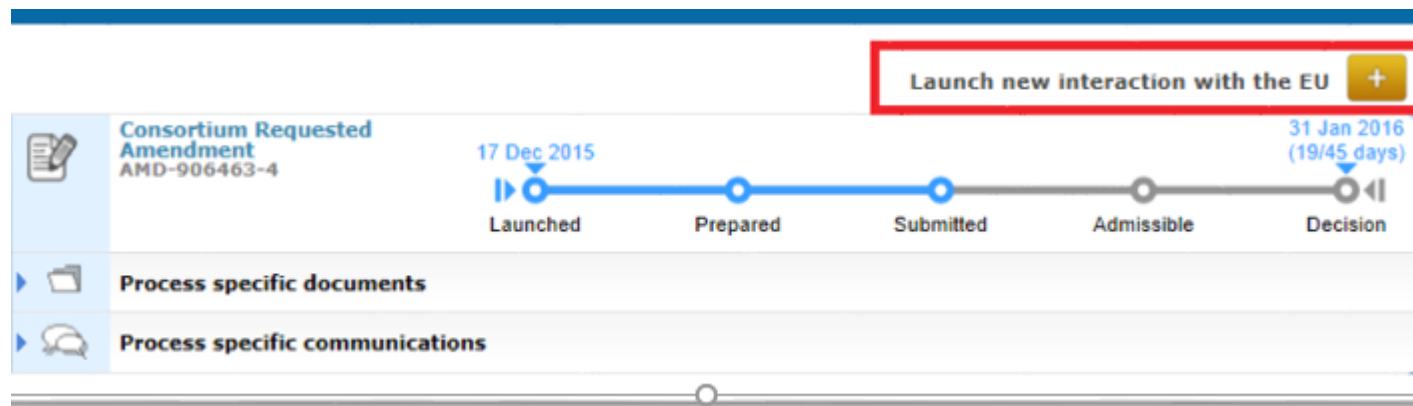 Launch new interaction with the EU +
Consortium Requested
Amendment
AMD-906463-4
17 Dec 2015
31 Jan 2016
(19/45 days)
Launched Prepared Submitted Admissible Decision
Process specific documents
Process specific communications